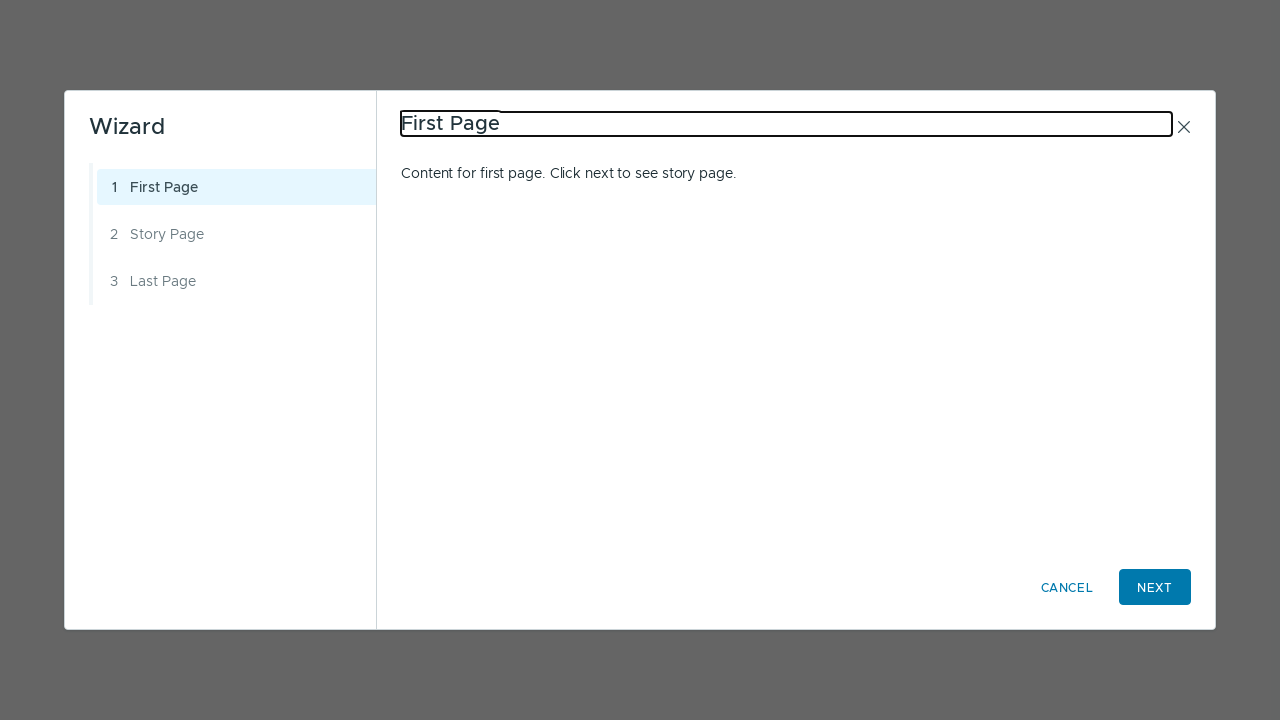 Wizard
1 First Page
2 Story Page
3 Last Page
First Page
Content for first page. Click next to see story page.
CANCEL
NEXT